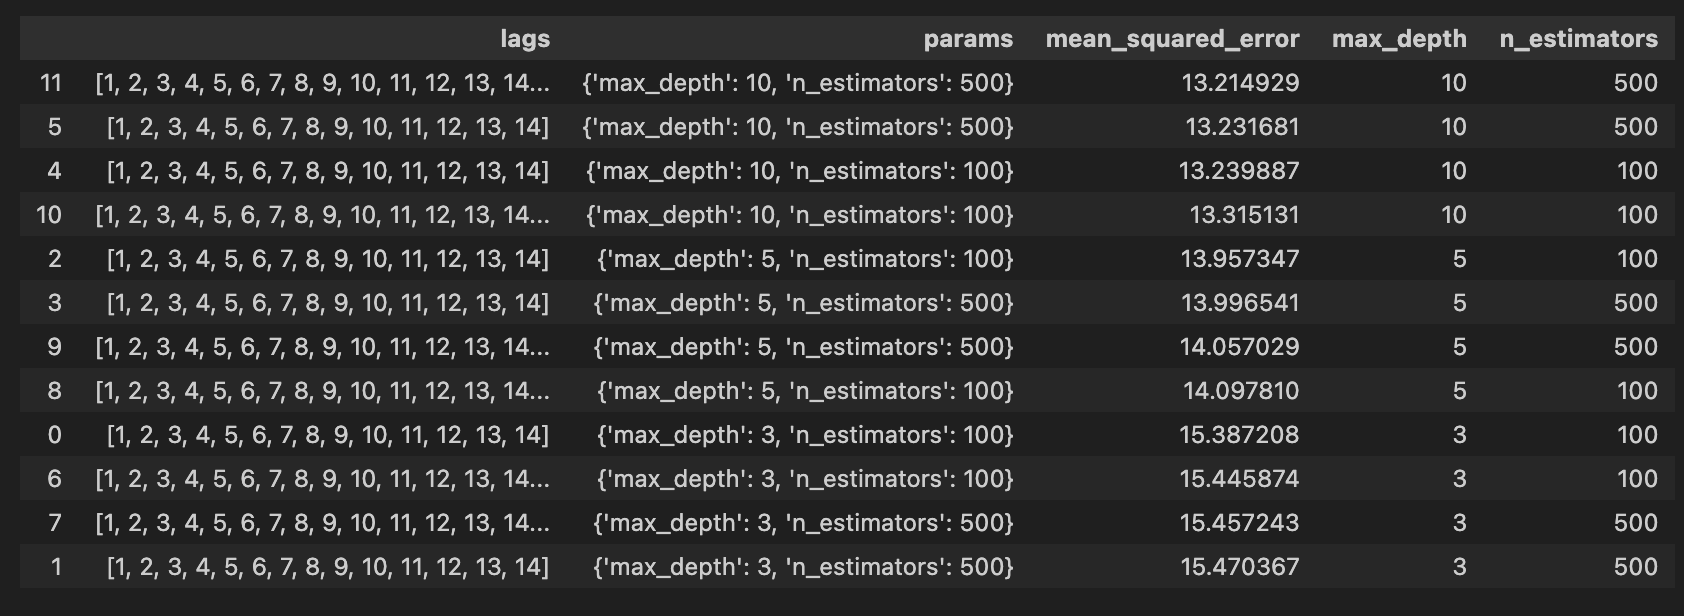 lags params mean_squared_error max_depth n_estimators
11 [1, 2, 3, 4, 5, 6, 7, 8, 9, 10, 11, 12, 13, 14... {'max_depth': 10, 'n_estimators': 500} 13.214929 10 500
5 [1, 2, 3, 4, 5, 6, 7, 8, 9, 10, 11, 12, 13, 14] {'max_depth': 10, 'n_estimators': 500} 13.231681 10 500
4 [1, 2, 3, 4, 5, 6, 7, 8, 9, 10, 11, 12, 13, 14] {'max_depth': 10, 'n_estimators': 100} 13.239887 10 100
10 [1, 2, 3, 4, 5, 6, 7, 8, 9, 10, 11, 12, 13, 14... {'max_depth': 10, 'n_estimators': 100} 13.315131 10 100
2 [1, 2, 3, 4, 5, 6, 7, 8, 9, 10, 11, 12, 13, 14] {'max_depth': 5, 'n_estimators': 100} 13.957347 5 100
3 [1, 2, 3, 4, 5, 6, 7, 8, 9, 10, 11, 12, 13, 14] {'max_depth': 5, 'n_estimators': 500} 13.996541 5 500
9 [1, 2, 3, 4, 5, 6, 7, 8, 9, 10, 11, 12, 13, 14... {'max_depth': 5, 'n_estimators': 500} 14.057029 5 500
8 [1, 2, 3, 4, 5, 6, 7, 8, 9, 10, 11, 12, 13, 14... {'max_depth': 5, 'n_estimators': 100} 14.097810 5 100
0 [1, 2, 3, 4, 5, 6, 7, 8, 9, 10, 11, 12, 13, 14] {'max_depth': 3, 'n_estimators': 100} 15.387208 3 100
6 [1, 2, 3, 4, 5, 6, 7, 8, 9, 10, 11, 12, 13, 14... {'max_depth': 3, 'n_estimators': 100} 15.445874 3 100
7 [1, 2, 3, 4, 5, 6, 7, 8, 9, 10, 11, 12, 13, 14... {'max_depth': 3, 'n_estimators': 500} 15.457243 3 500
1 [1, 2, 3, 4, 5, 6, 7, 8, 9, 10, 11, 12, 13, 14] {'max_depth': 3, 'n_estimators': 500} 15.470367 3 500